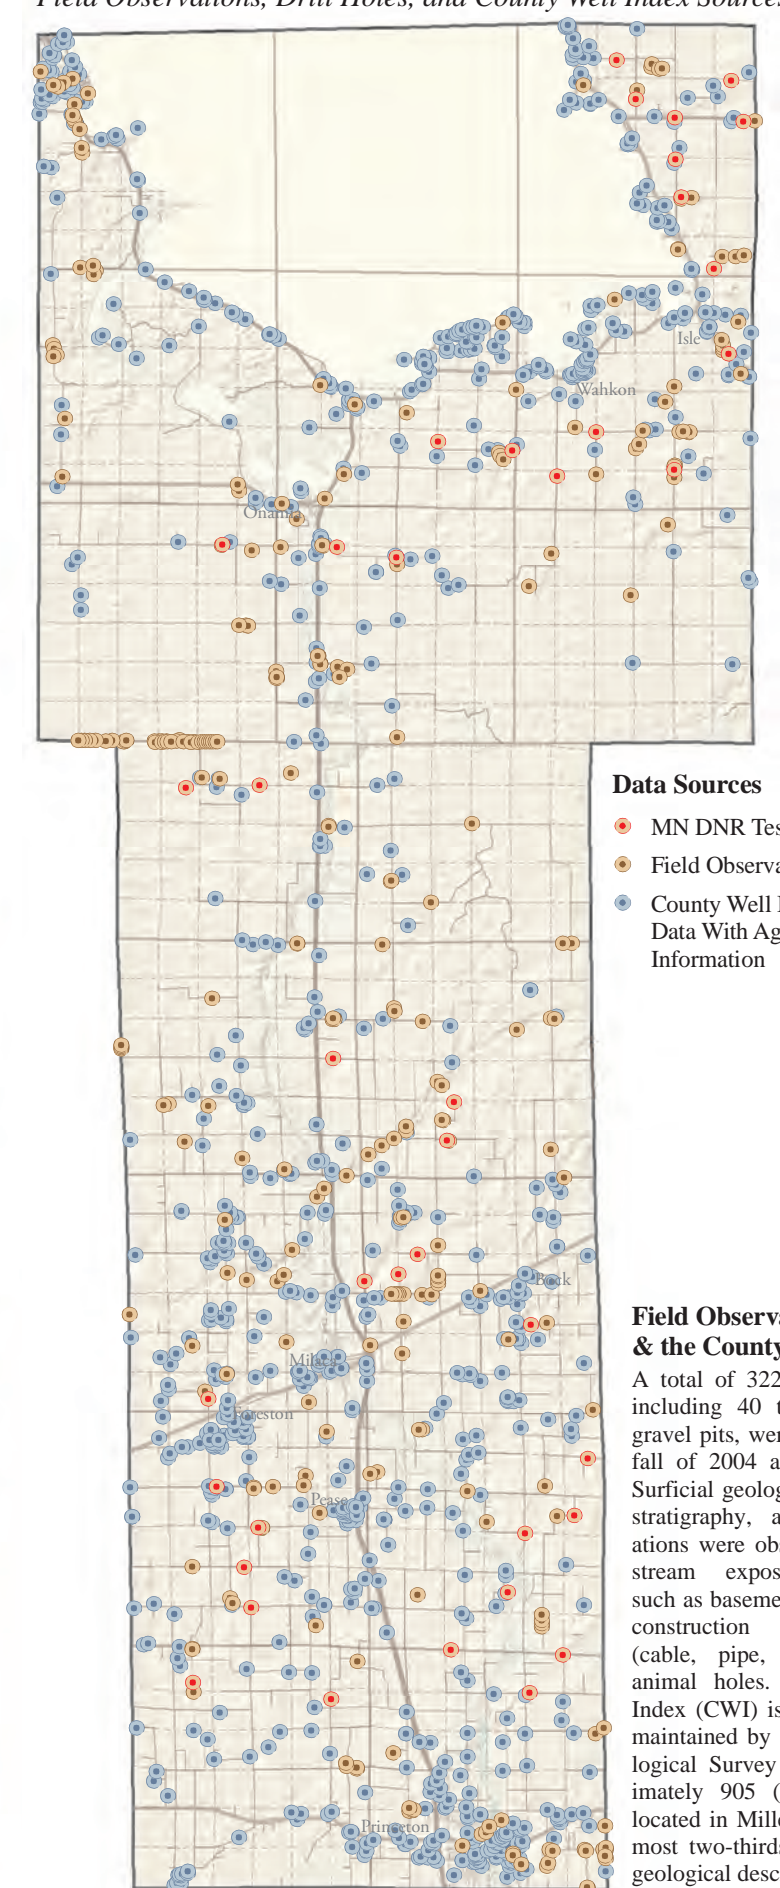 Field Observations, Drill Holes, and County Well Index Sources
Isle
Wahkon
Onamia
Data Sources
MN DNR Tes
Field Observa
County Well I
Data With Ag
Information
Bock
Milaca
Foreston
Pease
Princeton
Field Observa
& the County
A total of 322
including 40 t
gravel pits, wer
fall of 2004 a
Surficial geolog
stratigraphy, a
ations were obs
stream expos
such as baseme
construction
(cable, pipe,
animal holes.
Index (CWI) is
maintained by
logical Survey
imately 905 (
located in Mille
most two-thirds
geological desc